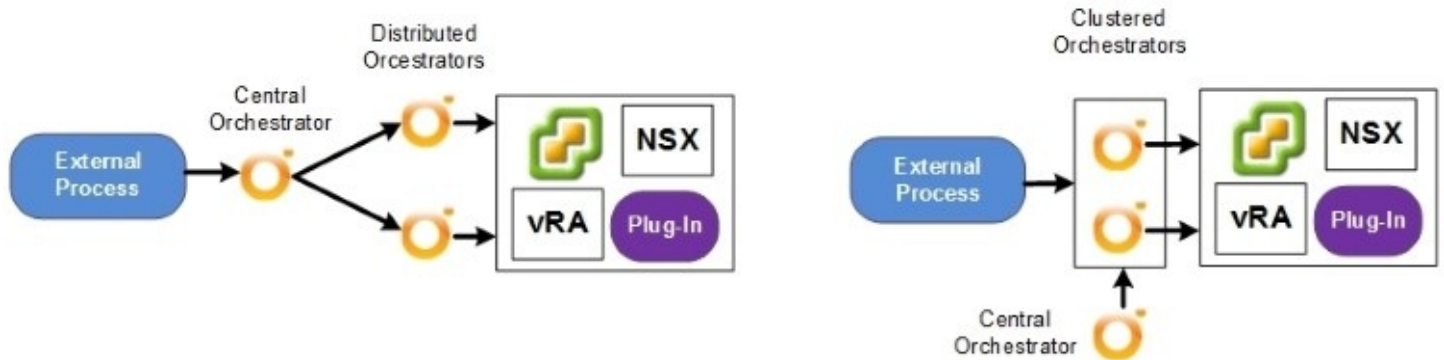 Distributed
Orcestrators
Central
Orchestrator
External
Process
NSX
vRA
Plug-In
Clustered
Orchestrators
External
Process
NSX
vRA
Plug-In
Central
Orchestrator